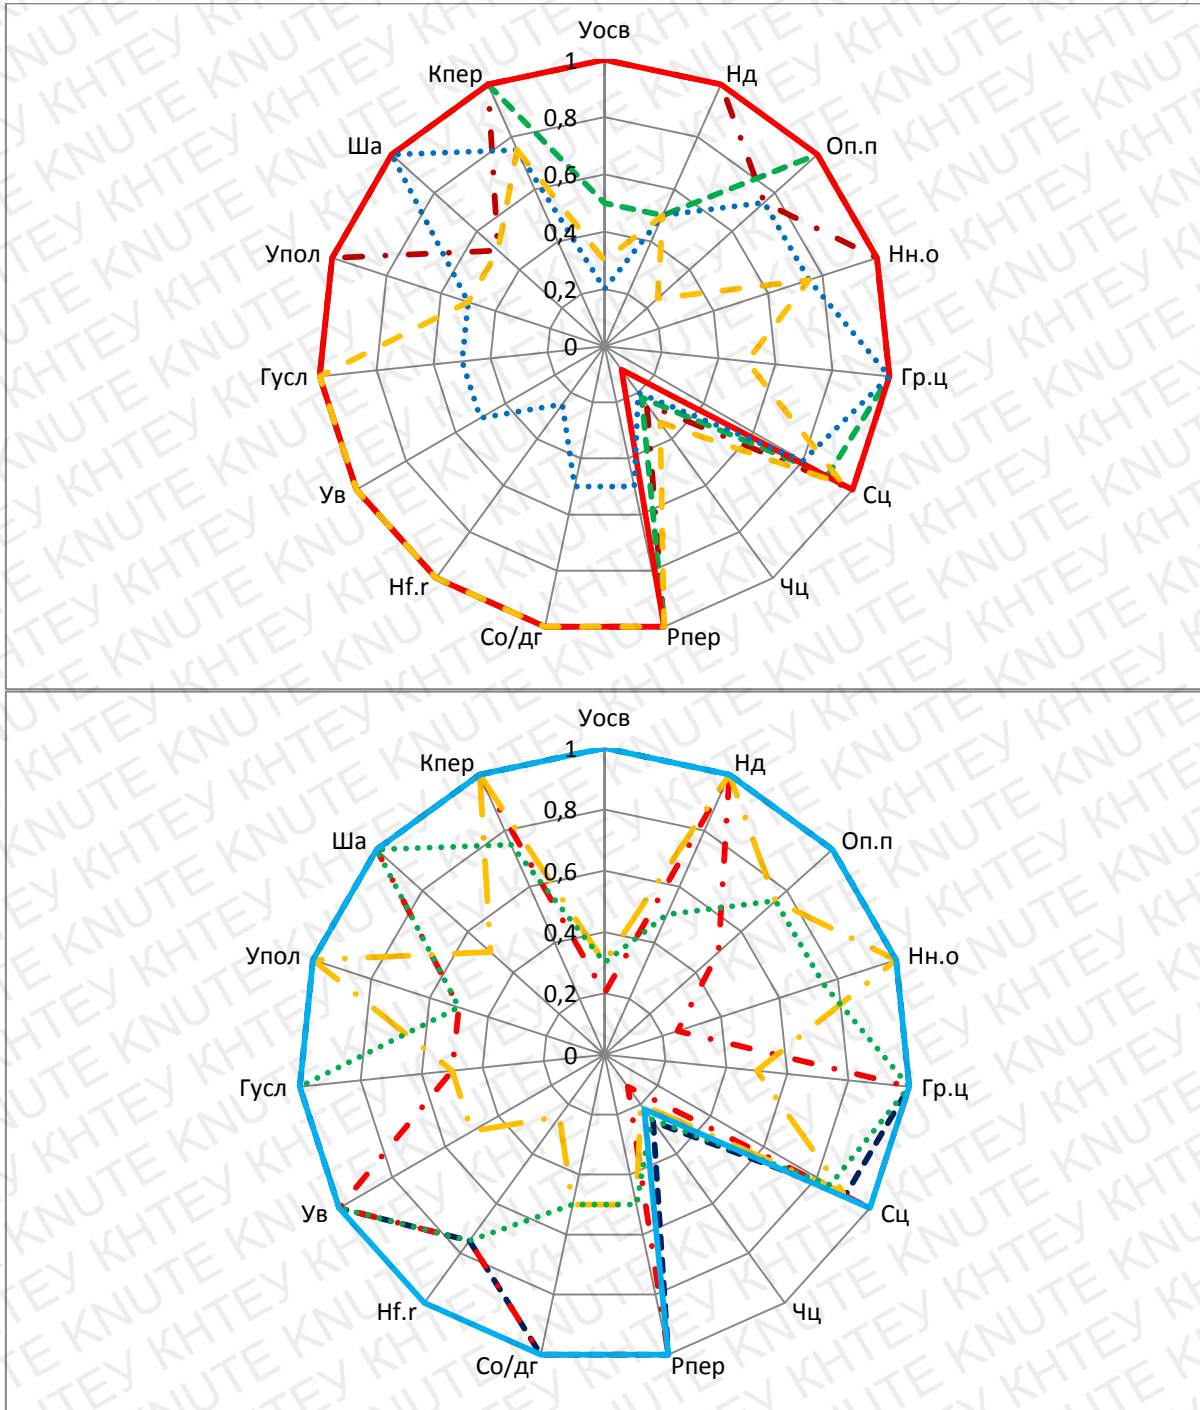 Уосв
Кпер
1
Нд
0,8
Ша
Оп.п
0,6
0,4
Упол
Нн.о
0,2
0
Гусл
Гр.ц
Ув
Сц
Hf.r
Чц
Со/дг
Рпер
Уосв
Кпер
1
Нд
0,8
Ша
Оп.п
0,6
0,4
Упол
Нн.о
0,2
0
Гусл
Гр.ц
Ув
Сц
Hf.r
Чц
Со/дг
Рпер